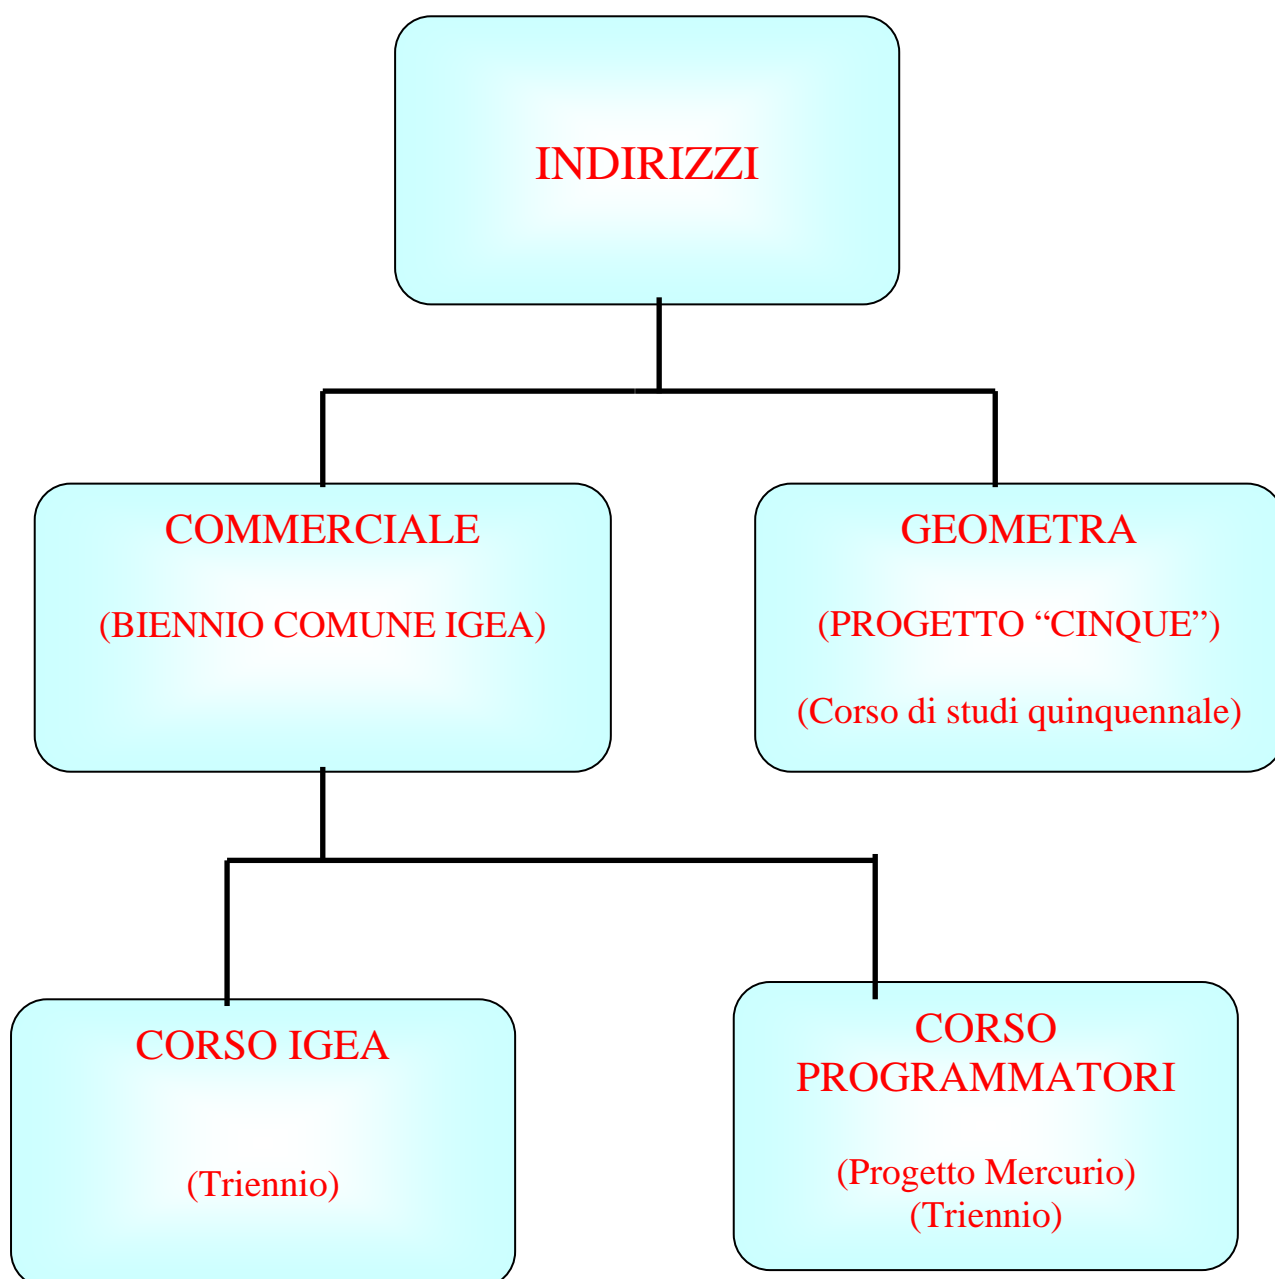 INDIRIZZI
COMMERCIALE
(BIENNIO COMUNE IGEA)
GEOMETRA
(PROGETTO “CINQUE”)
(Corso di studi quinquennale)
CORSO IGEA
(Triennio)
CORSO
PROGRAMMATORI
(Progetto Mercurio)
(Triennio)